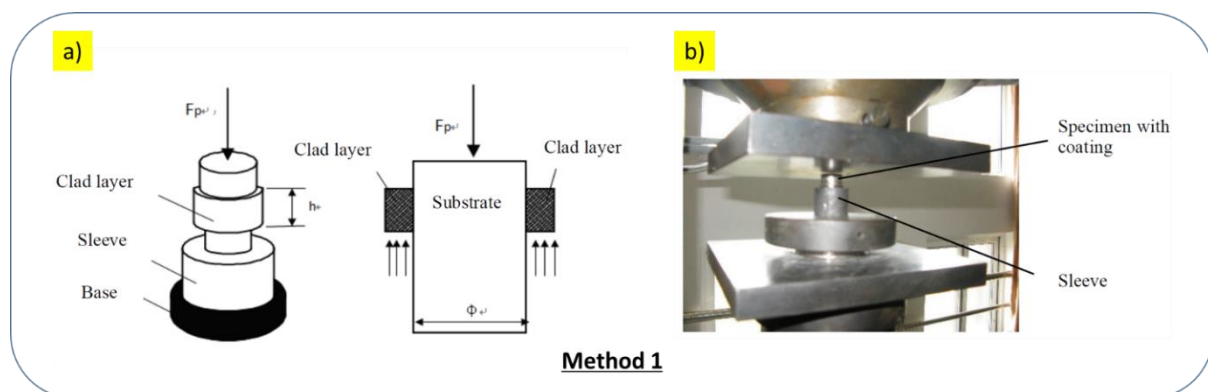 a)
b)
Fp↵ ,
Clad layer
h↵
Sleeve
Base
Fp↵
Clad layer
Clad layer
Substrate
Φ↵
Specimen with
coating
Sleeve
Method 1